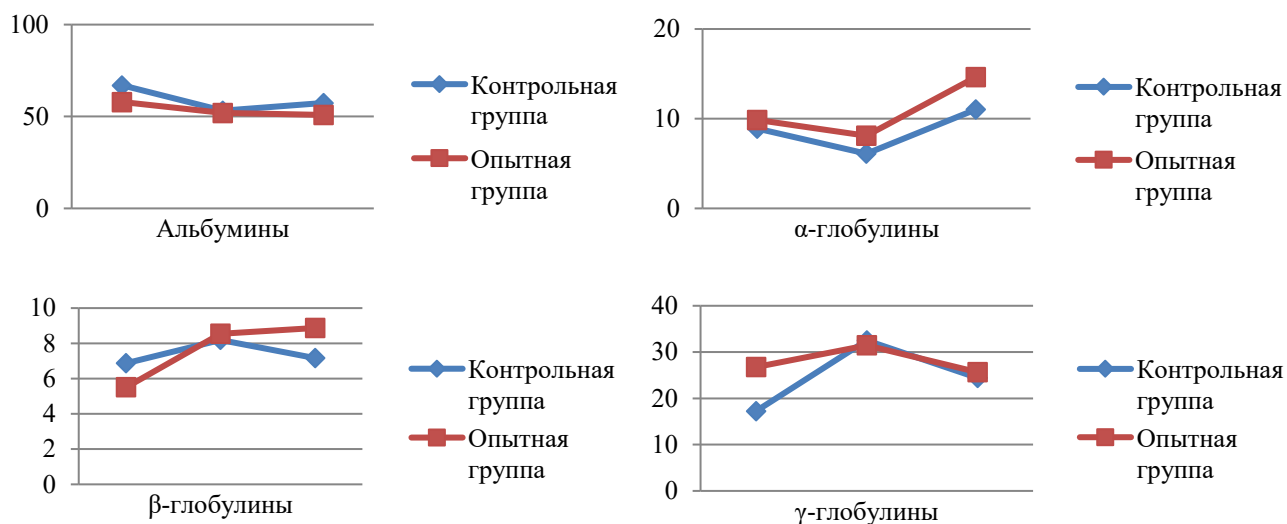 100
50
0
Альбумины
Контрольная
группа
Опытная
группа
20
10
0
α-глобулины
Контрольная
группа
Опытная
группа
10
8
6
4
2
0
β-глобулины
Контрольная
группа
Опытная
группа
40
30
20
10
0
γ-глобулины
Контрольная
группа
Опытная
группа